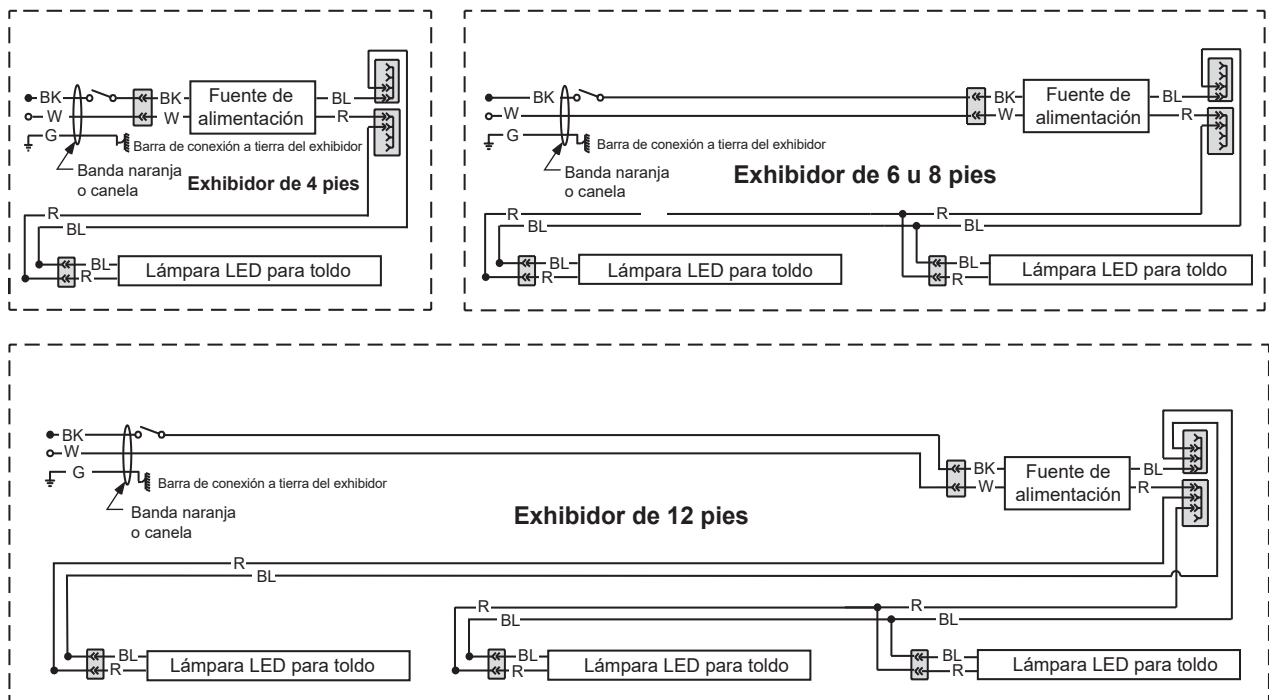 BK
BK
Fuente de
alimentación
BL
W
W
R
G
Barra de conexión a tierra del exhibidor
Banda naranja
o canela
Exhibidor de 4 pies
R
BL
BL
R
Lámpara LED para toldo
BK
BK
Fuente de
alimentación
BL
W
W
R
G
Barra de conexión a tierra del exhibidor
Banda naranja
o canela
Exhibidor de 6 u 8 pies
R
R
BL
BL
BL
R
Lámpara LED para toldo
BL
R
Lámpara LED para toldo
BK
W
G
Barra de conexión a tierra del exhibidor
Banda naranja
o canela
BK
W
Fuente de
alimentación
BL
R
Exhibidor de 12 pies
R
BL
R
R
BL
BL
BL
R
Lámpara LED para toldo
BL
R
Lámpara LED para toldo
BL
R
Lámpara LED para toldo